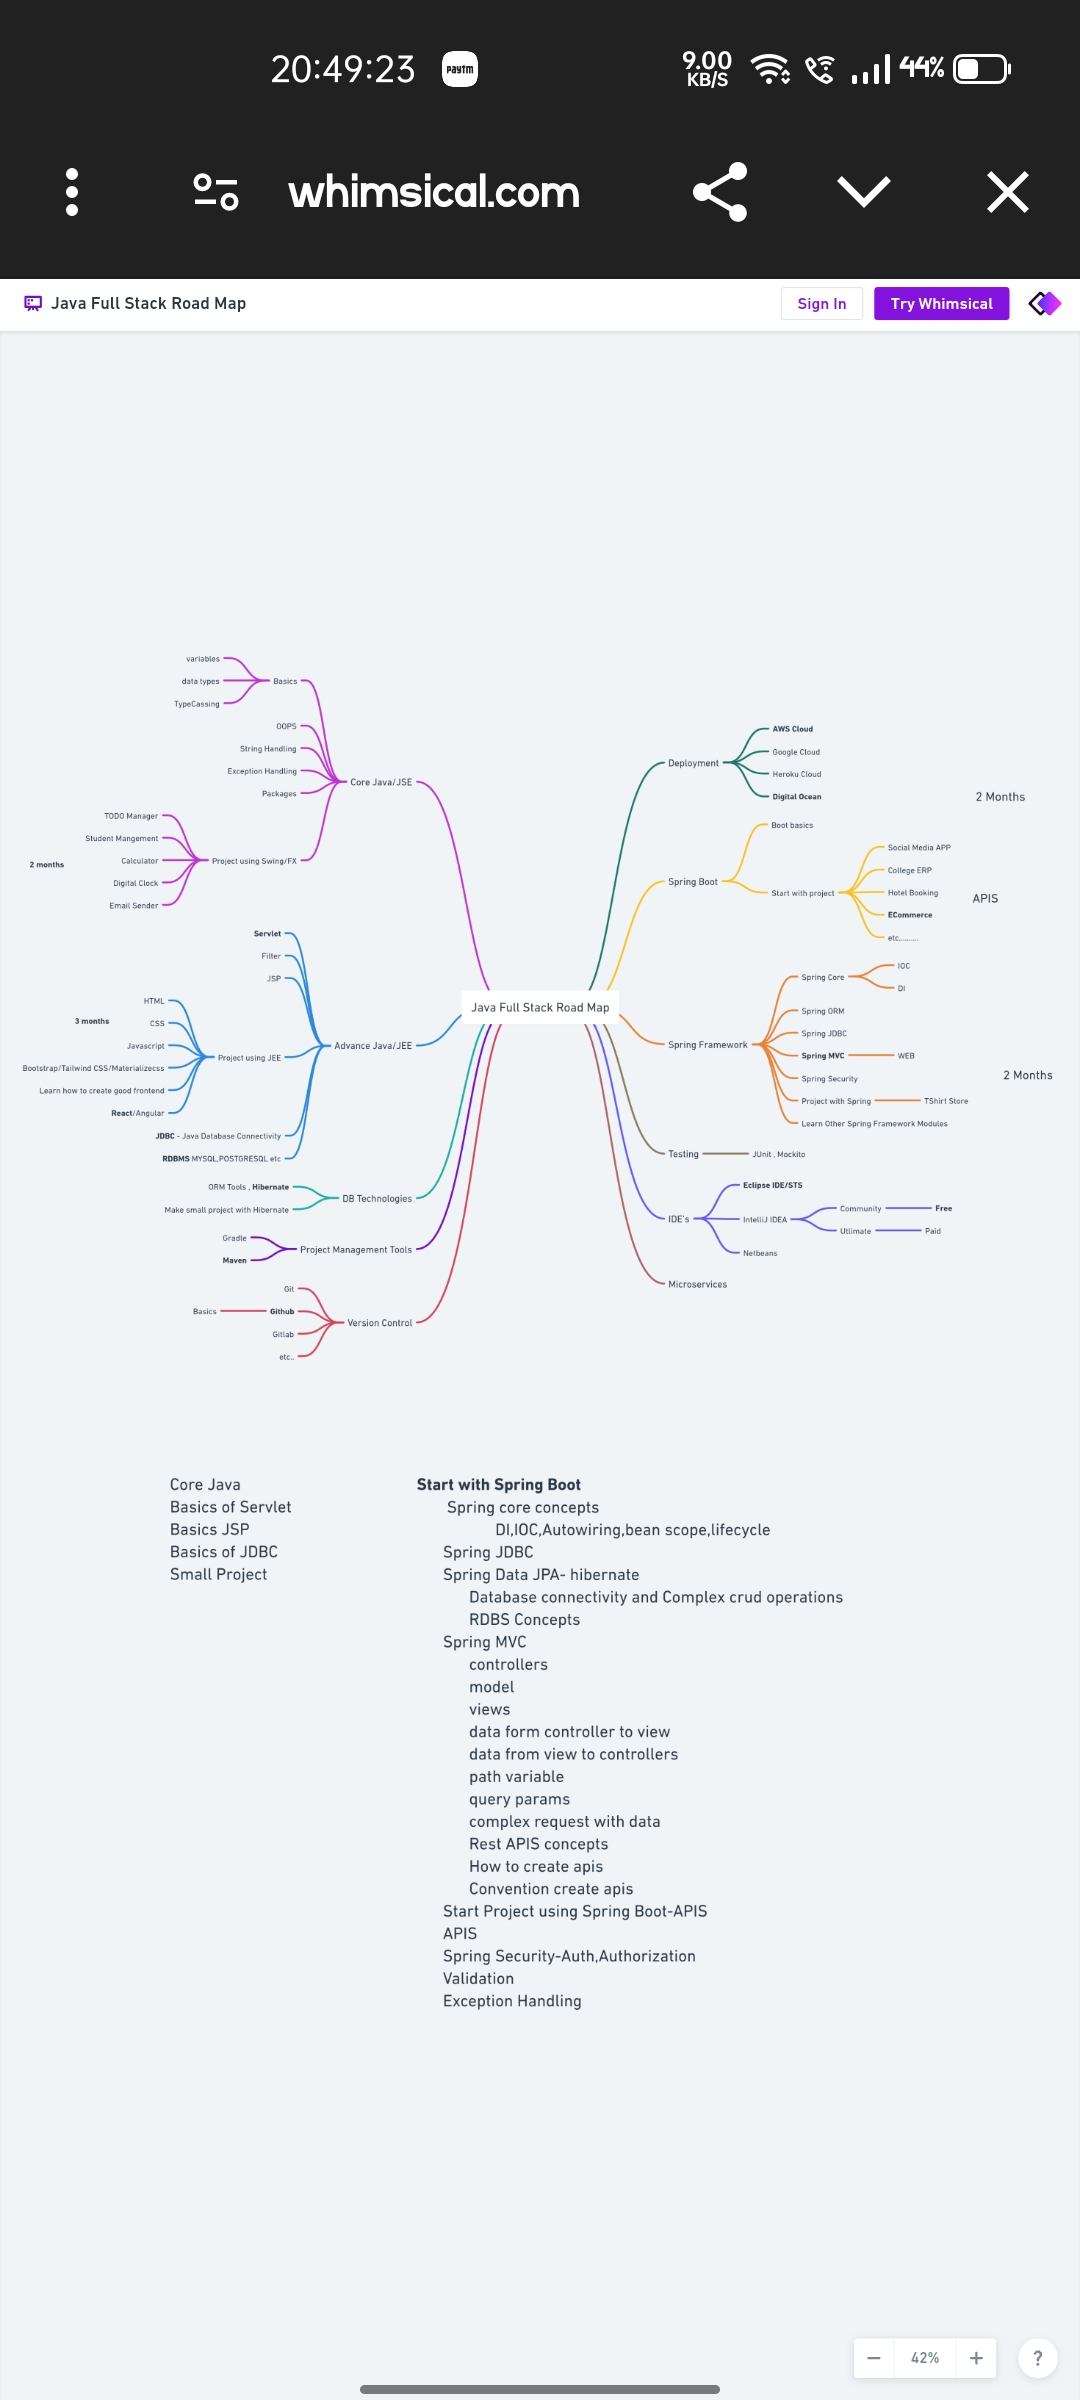 20:49:23
paytm
9.00
KB/S
44%
whimsical.com
Java Full Stack Road Map
Sign In
Try Whimsical
variables
data types
TypeCassing
Basics
OOPS
String Handling
Exception Handling
Packages
Core Java/JSE
TODO Manager
Student Mangement
Calculator
Digital Clock
Email Sender
Project using Swing/FX
2 months
Servlet
Filter
JSP
HTML
CSS
Javascript
Bootstrap/Tailwind CSS/Materializecss
Learn how to create good frontend
React/Angular
3 months
Project using JEE
Advance Java/JEE
JDBC - Java Database Connectivity
RDBMS MYSQL,POSTGRESQL etc
ORM Tools , Hibernate
Make small project with Hibernate
DB Technologies
Gradle
Maven
Project Management Tools
Git
Basics
Github
Gitlab
etc..
Version Control
Java Full Stack Road Map
Deployment
AWS Cloud
Google Cloud
Heroku Cloud
Digital Ocean
2 Months
Spring Boot
Boot basics
Start with project
Social Media APP
College ERP
Hotel Booking
ECommerce
etc..........
APIS
Spring Framework
Spring Core
IOC
DI
Spring ORM
Spring JDBC
Spring MVC
WEB
Spring Security
Project with Spring
TShirt Store
Learn Other Spring Framework Modules
2 Months
Testing
JUnit , Mockito
IDE's
Eclipse IDE/STS
IntelliJ IDEA
Community
Free
Utlimate
Paid
Netbeans
Microservices
Core Java
Basics of Servlet
Basics JSP
Basics of JDBC
Small Project
Start with Spring Boot
Spring core concepts
DI,IOC,Autowiring,bean scope,lifecycle
Spring JDBC
Spring Data JPA- hibernate
Database connectivity and Complex crud operations
RDBS Concepts
Spring MVC
controllers
model
views
data form controller to view
data from view to controllers
path variable
query params
complex request with data
Rest APIS concepts
How to create apis
Convention create apis
Start Project using Spring Boot-APIS
APIS
Spring Security-Auth,Authorization
Validation
Exception Handling
− 42% +
?